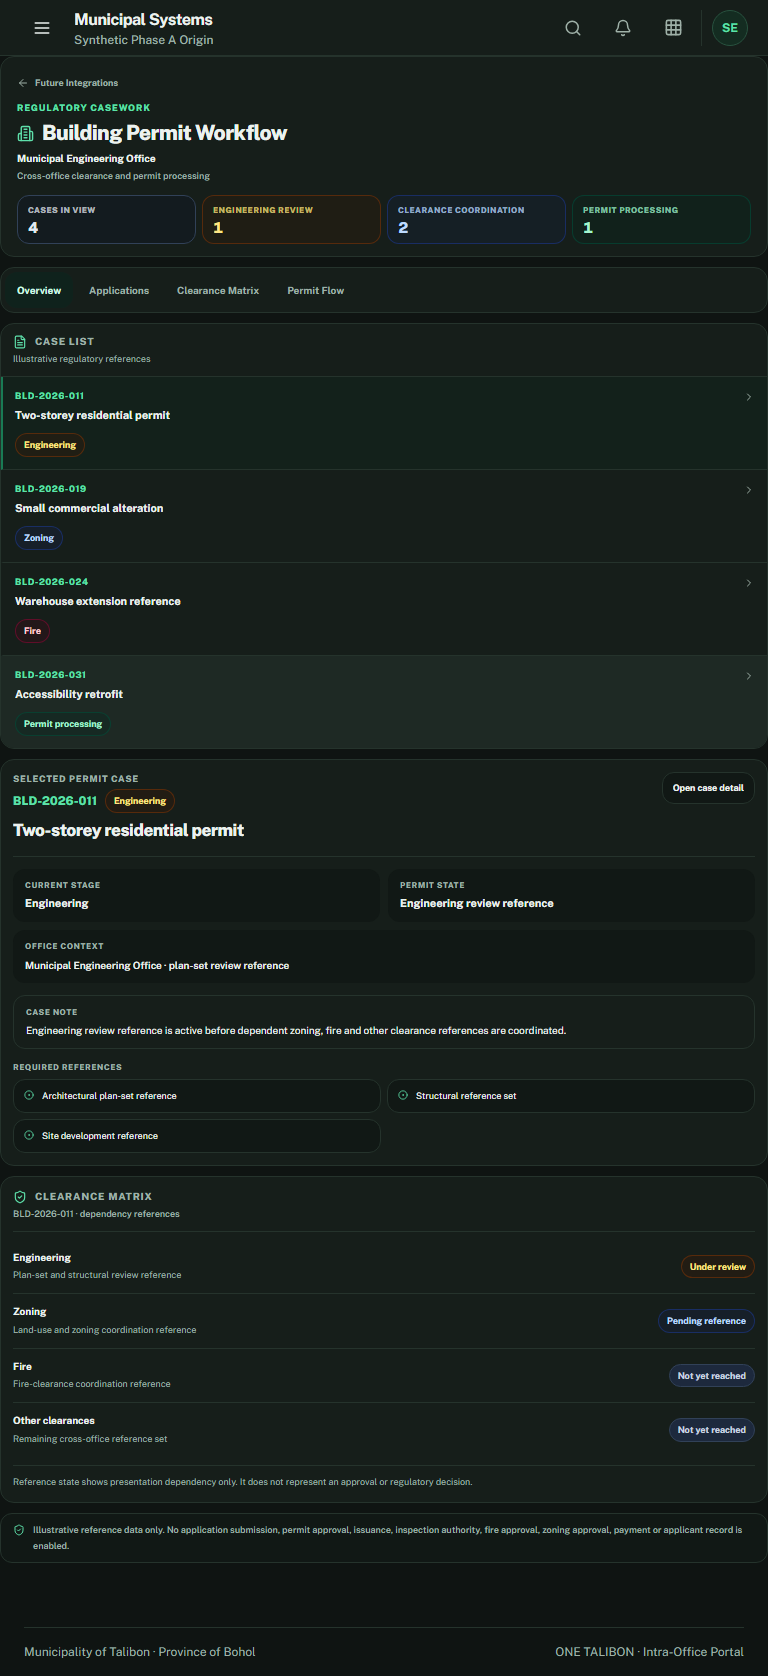 Municipal Systems
Synthetic Phase A Origin
SE
Future Integrations
REGULATORY CASEWORK
Building Permit Workflow
Municipal Engineering Office
Cross-office clearance and permit processing
CASES IN VIEW
4
ENGINEERING REVIEW
1
CLEARANCE COORDINATION
2
PERMIT PROCESSING
1
Overview
Applications
Clearance Matrix
Permit Flow
CASE LIST
Illustrative regulatory references
BLD-2026-011
Two-storey residential permit
Engineering
BLD-2026-019
Small commercial alteration
Zoning
BLD-2026-024
Warehouse extension reference
Fire
BLD-2026-031
Accessibility retrofit
Permit processing
SELECTED PERMIT CASE
BLD-2026-011 Engineering
Open case detail
Two-storey residential permit
CURRENT STAGE
Engineering
PERMIT STATE
Engineering review reference
OFFICE CONTEXT
Municipal Engineering Office · plan-set review reference
CASE NOTE
Engineering review reference is active before dependent zoning, fire and other clearance references are coordinated.
REQUIRED REFERENCES
Architectural plan-set reference
Structural reference set
Site development reference
CLEARANCE MATRIX
BLD-2026-011 · dependency references
Engineering
Plan-set and structural review reference
Under review
Zoning
Land-use and zoning coordination reference
Pending reference
Fire
Fire-clearance coordination reference
Not yet reached
Other clearances
Remaining cross-office reference set
Not yet reached
Reference state shows presentation dependency only. It does not represent an approval or regulatory decision.
Illustrative reference data only. No application submission, permit approval, issuance, inspection authority, fire approval, zoning approval, payment or applicant record is
enabled.
Municipality of Talibon · Province of Bohol
ONE TALIBON · Intra-Office Portal